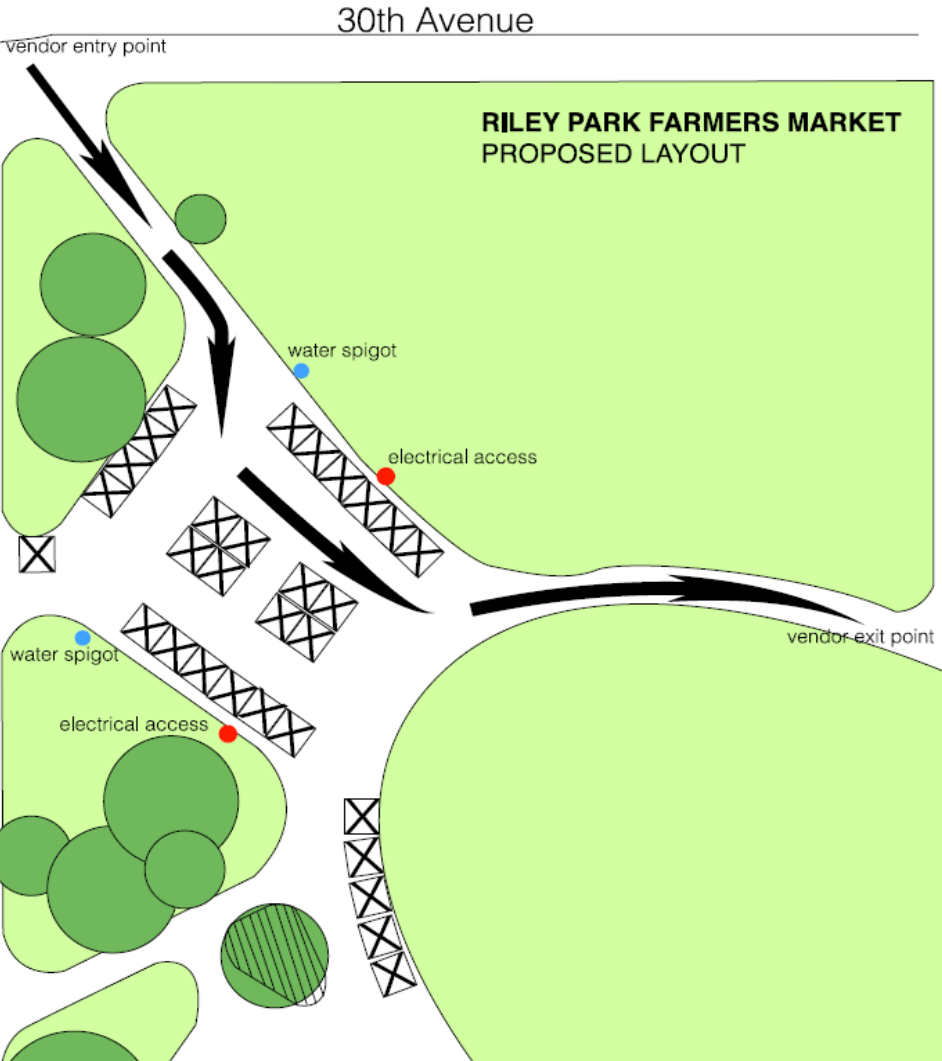 30th Avenue
vendor entry point
RILEY PARK FARMERS MARKET
PROPOSED LAYOUT
water spigot
electrical access
vendor exit point
water spigot
electrical access